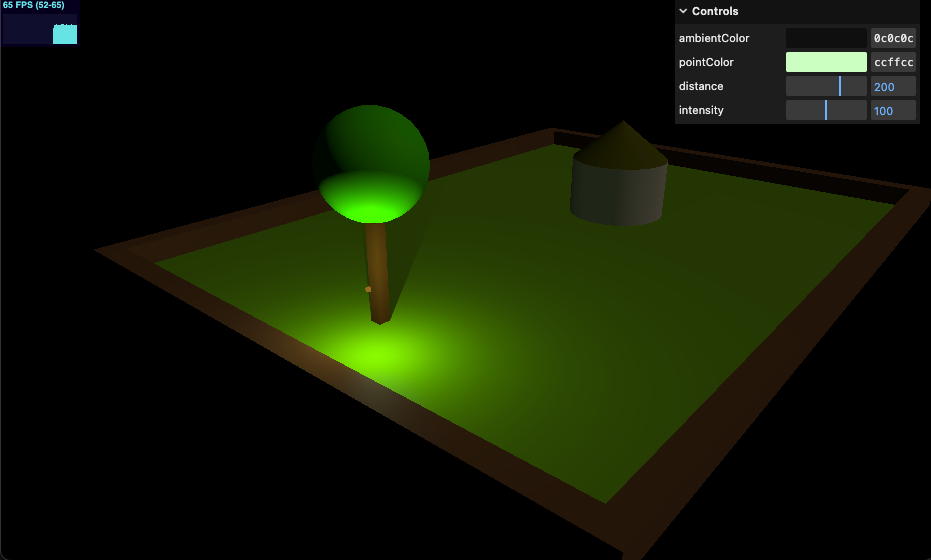 65 FPS (52-65)
Controls
ambientColor 0c0c0c
pointColor ccffcc
distance 200
intensity 100